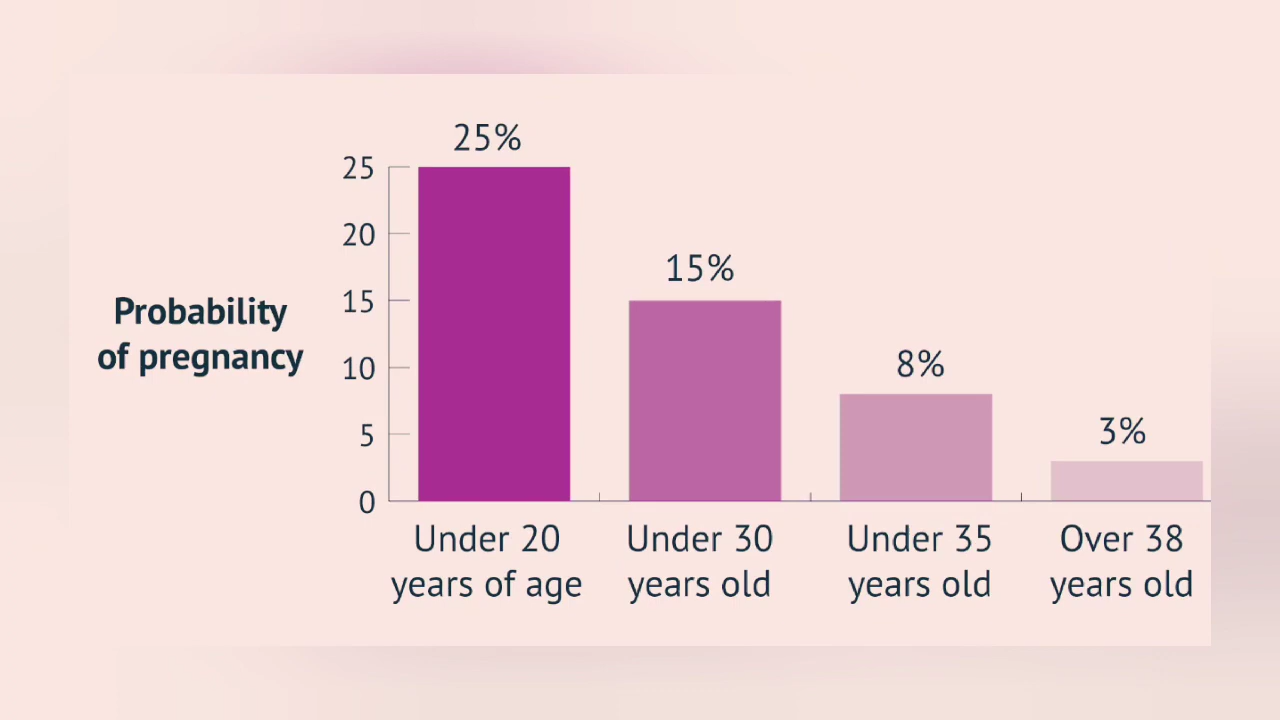 25%
25
20
15%
15
Probability
of pregnancy
10
8%
5
3%
0
Under 20
years of age
Under 30
years old
Under 35
years old
Over 38
years old